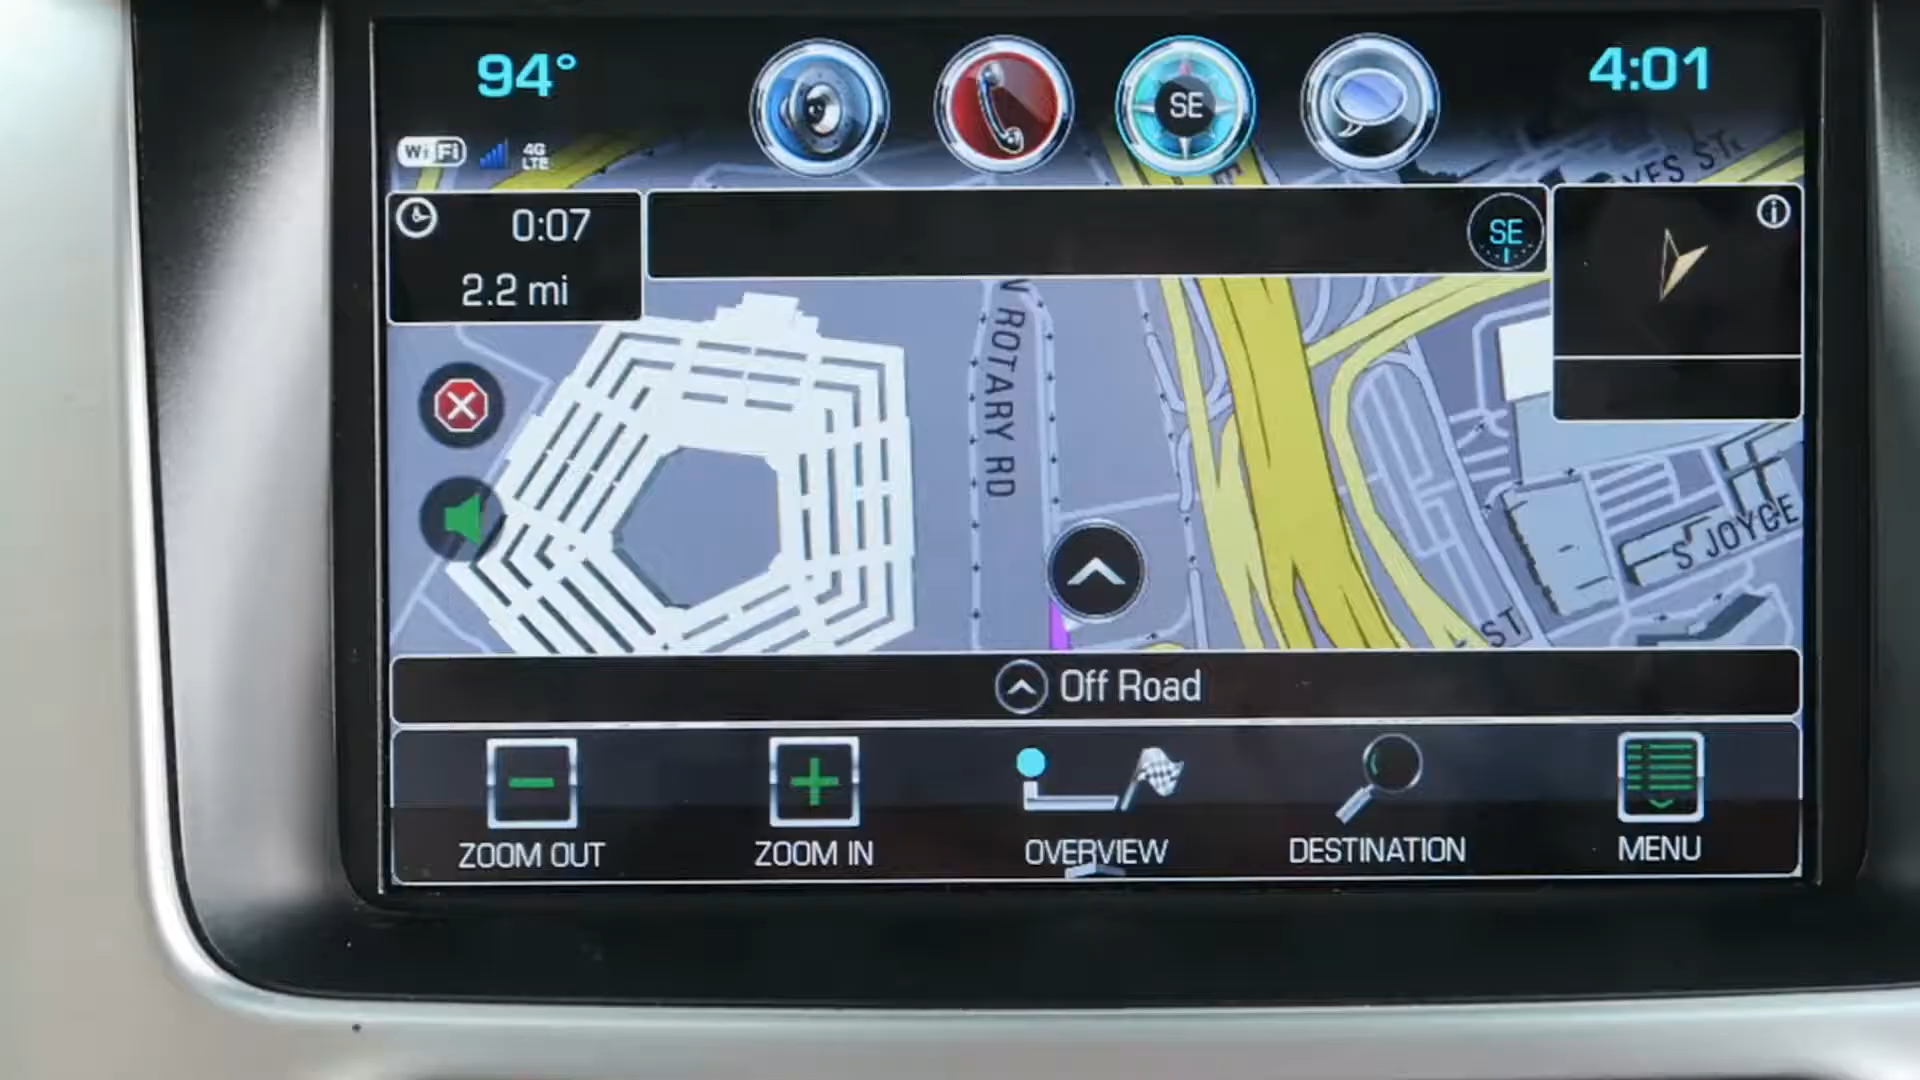 94°
SE
4:01
WiFi
4G
LTE
0:07
2.2 mi
SE
N ROTARY RD
S JOYCE
ST
Off Road
ZOOM OUT
ZOOM IN
OVERVIEW
DESTINATION
MENU